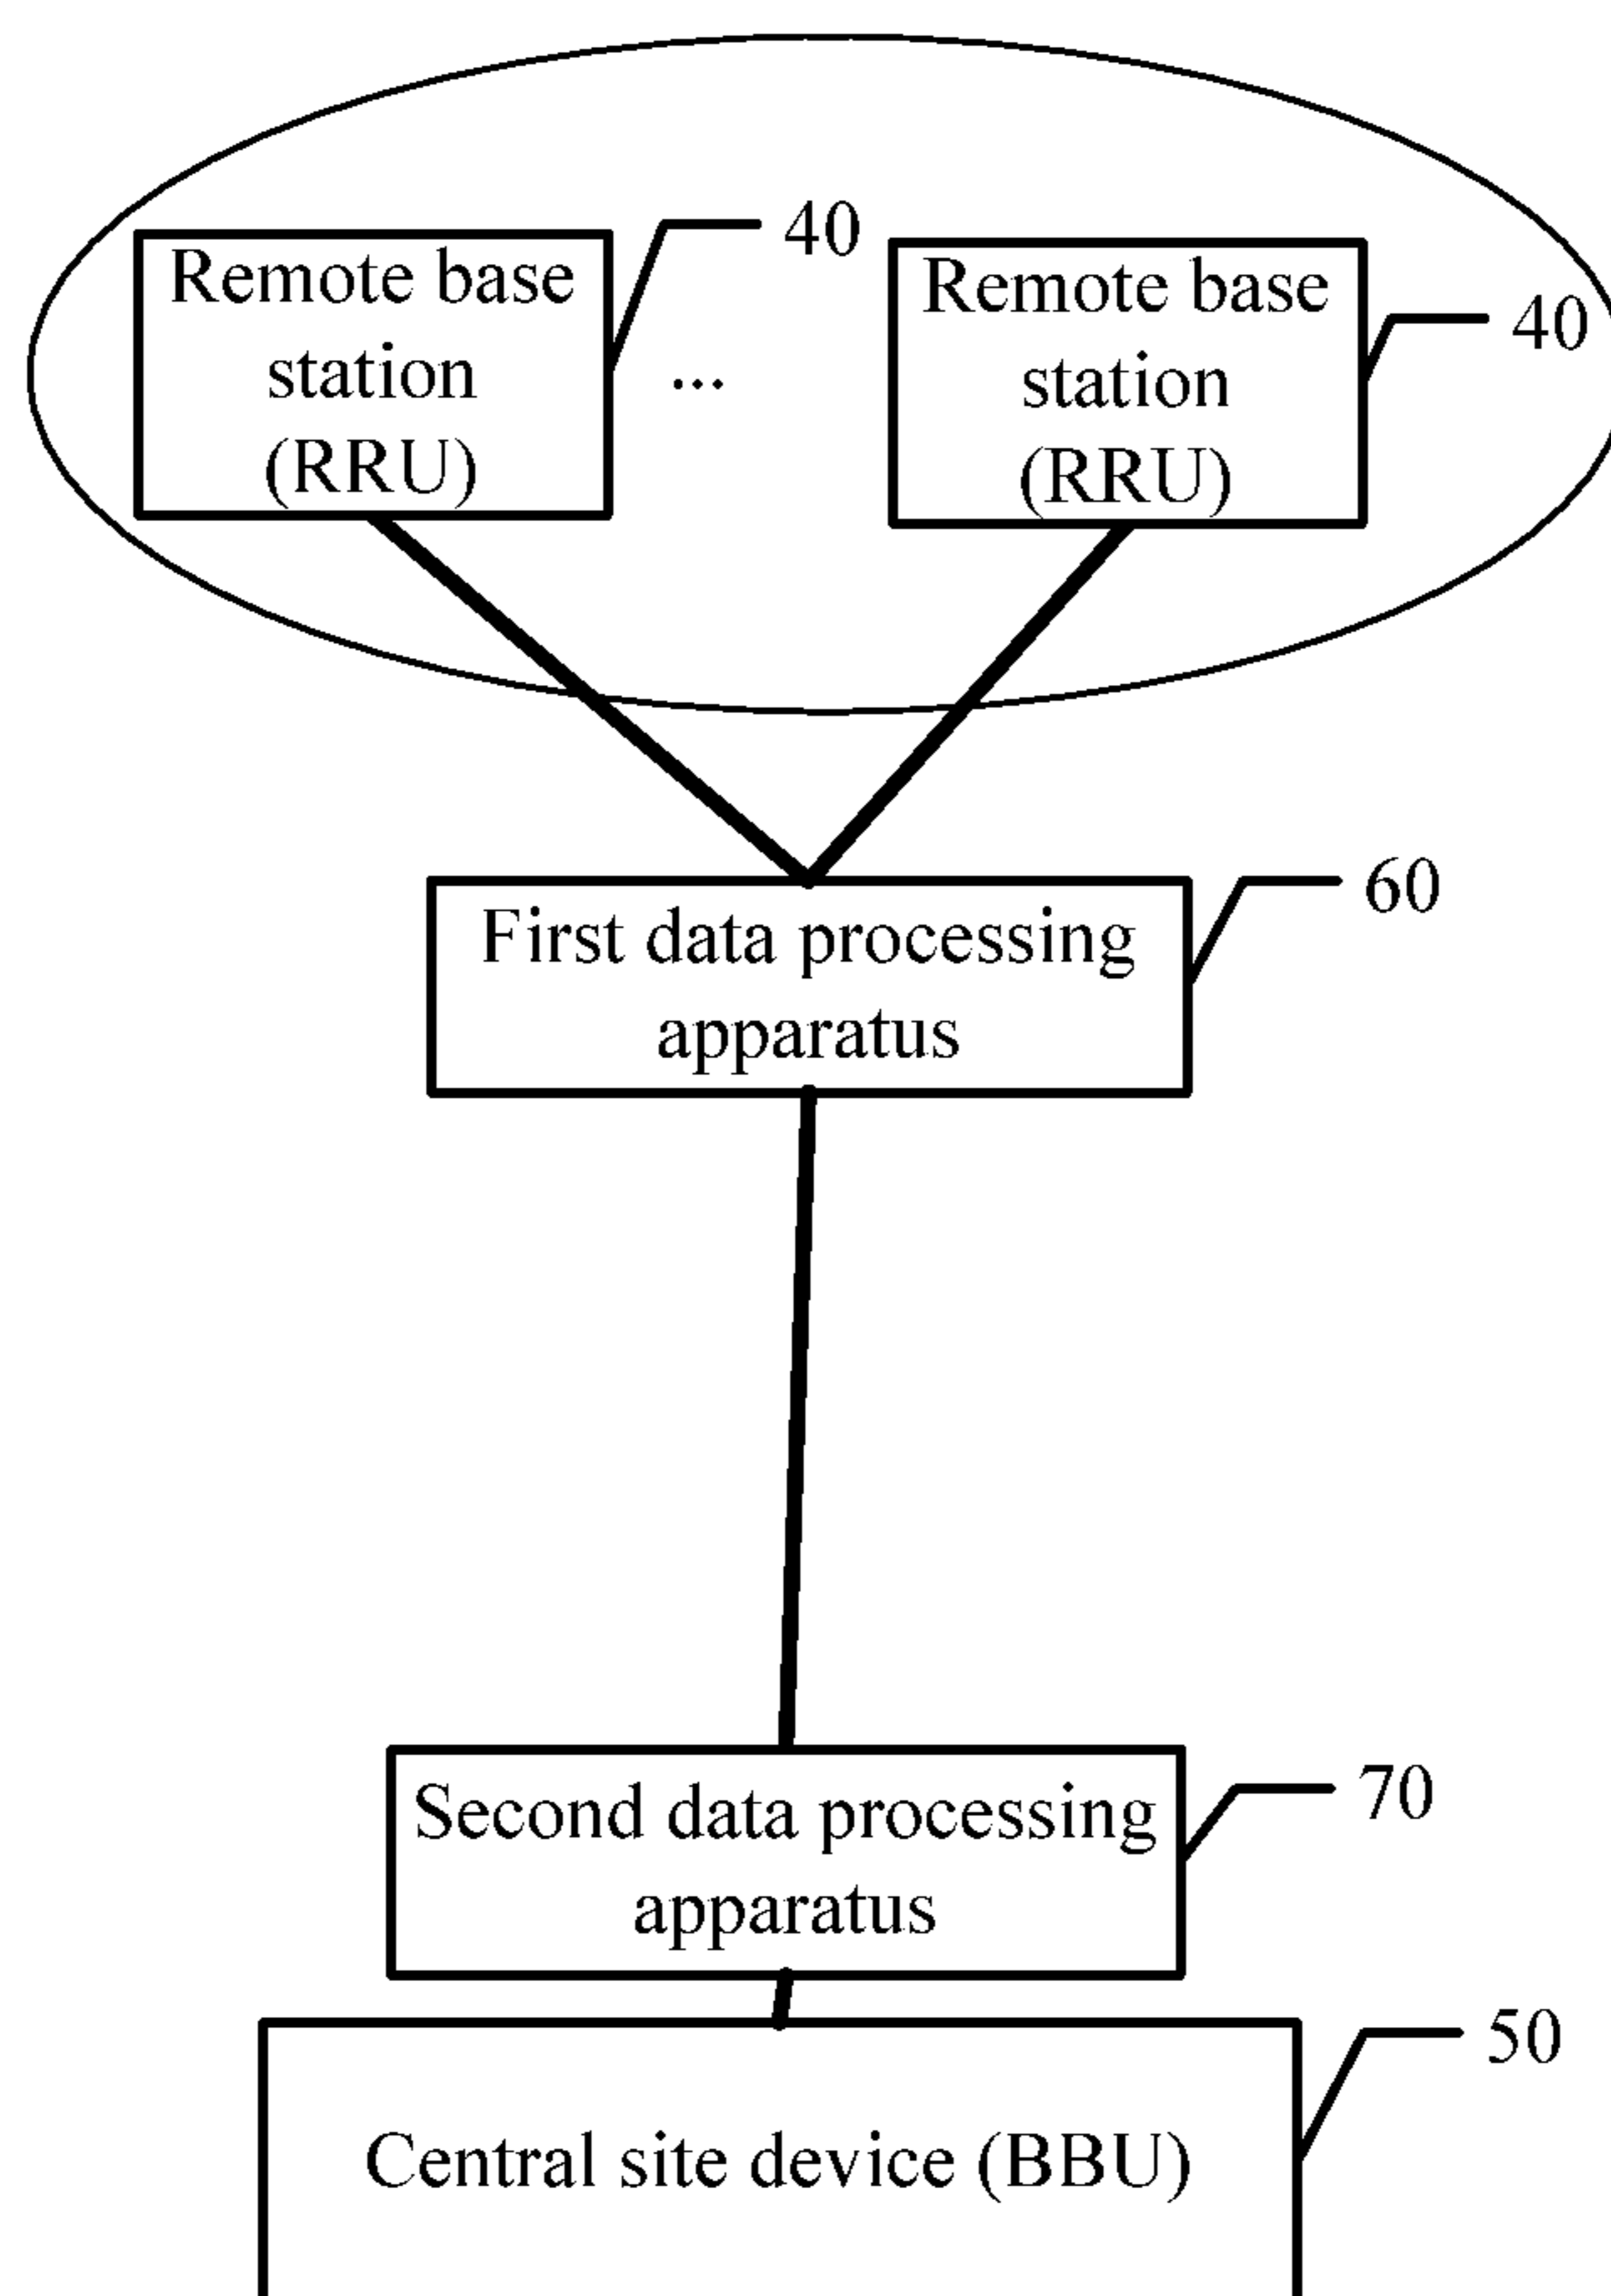 Remote base
station
(RRU)
40
...
Remote base
station
(RRU)
40
First data processing
apparatus
60
Second data processing
apparatus
70
Central site device (BBU)
50